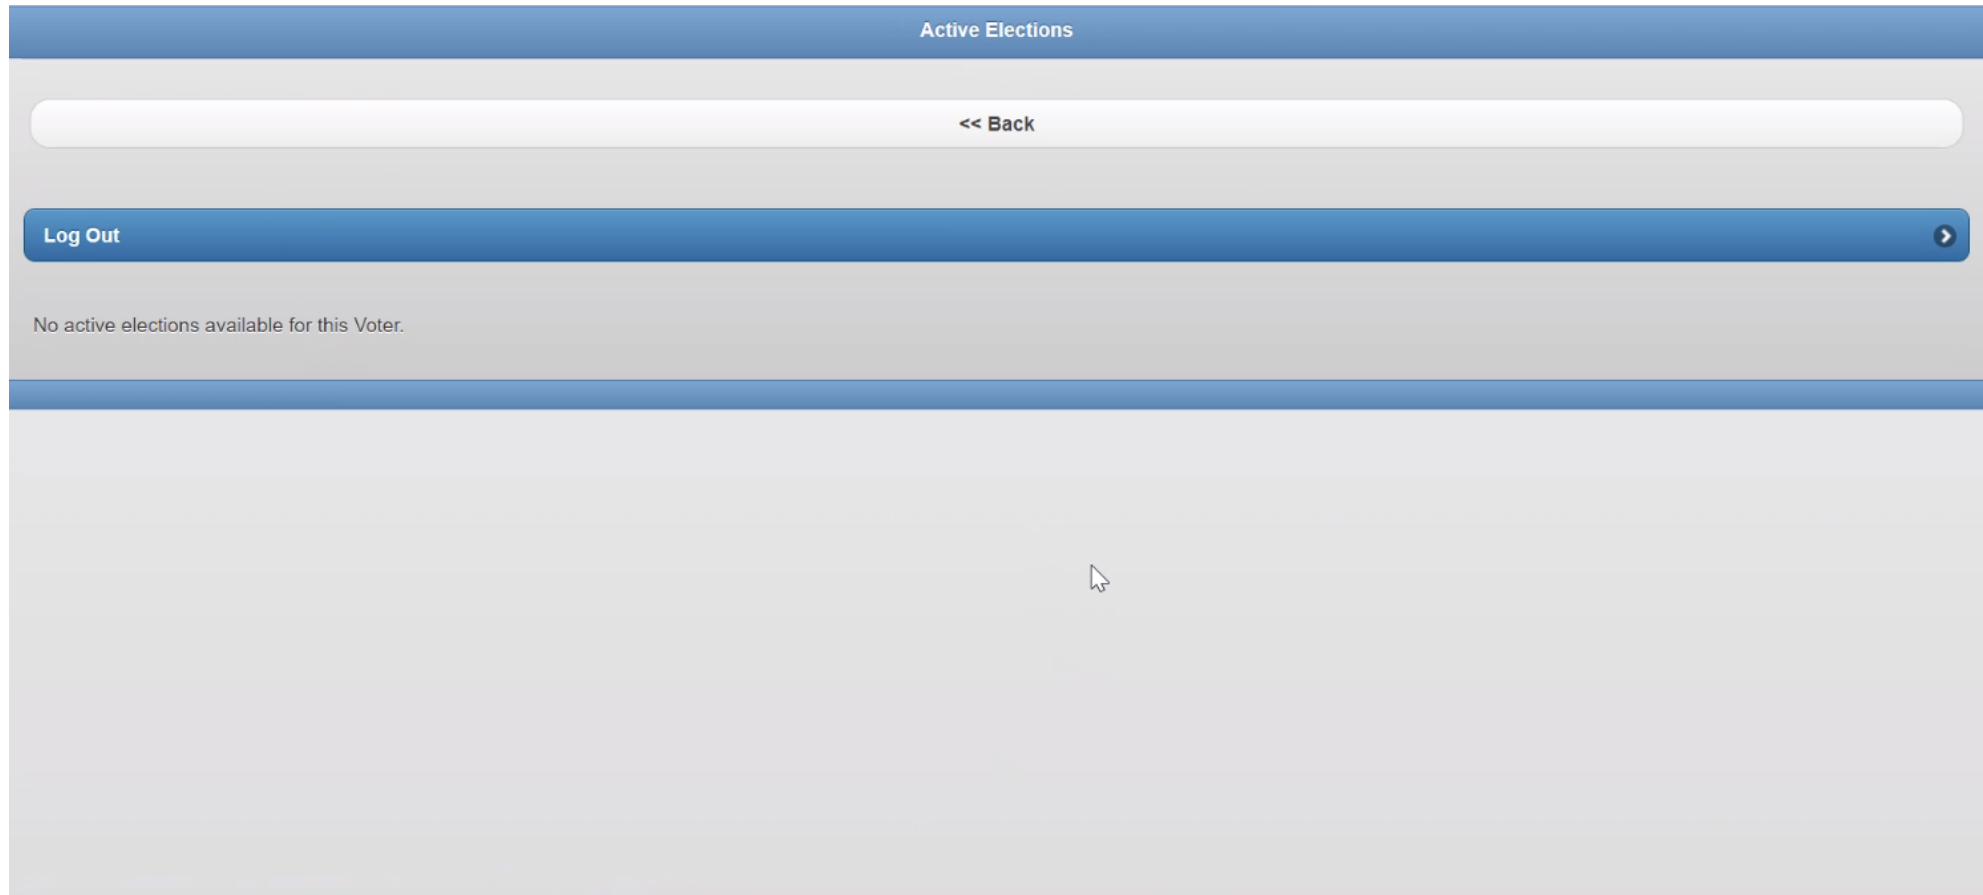 Active Elections
<< Back
Log Out
No active elections available for this Voter.